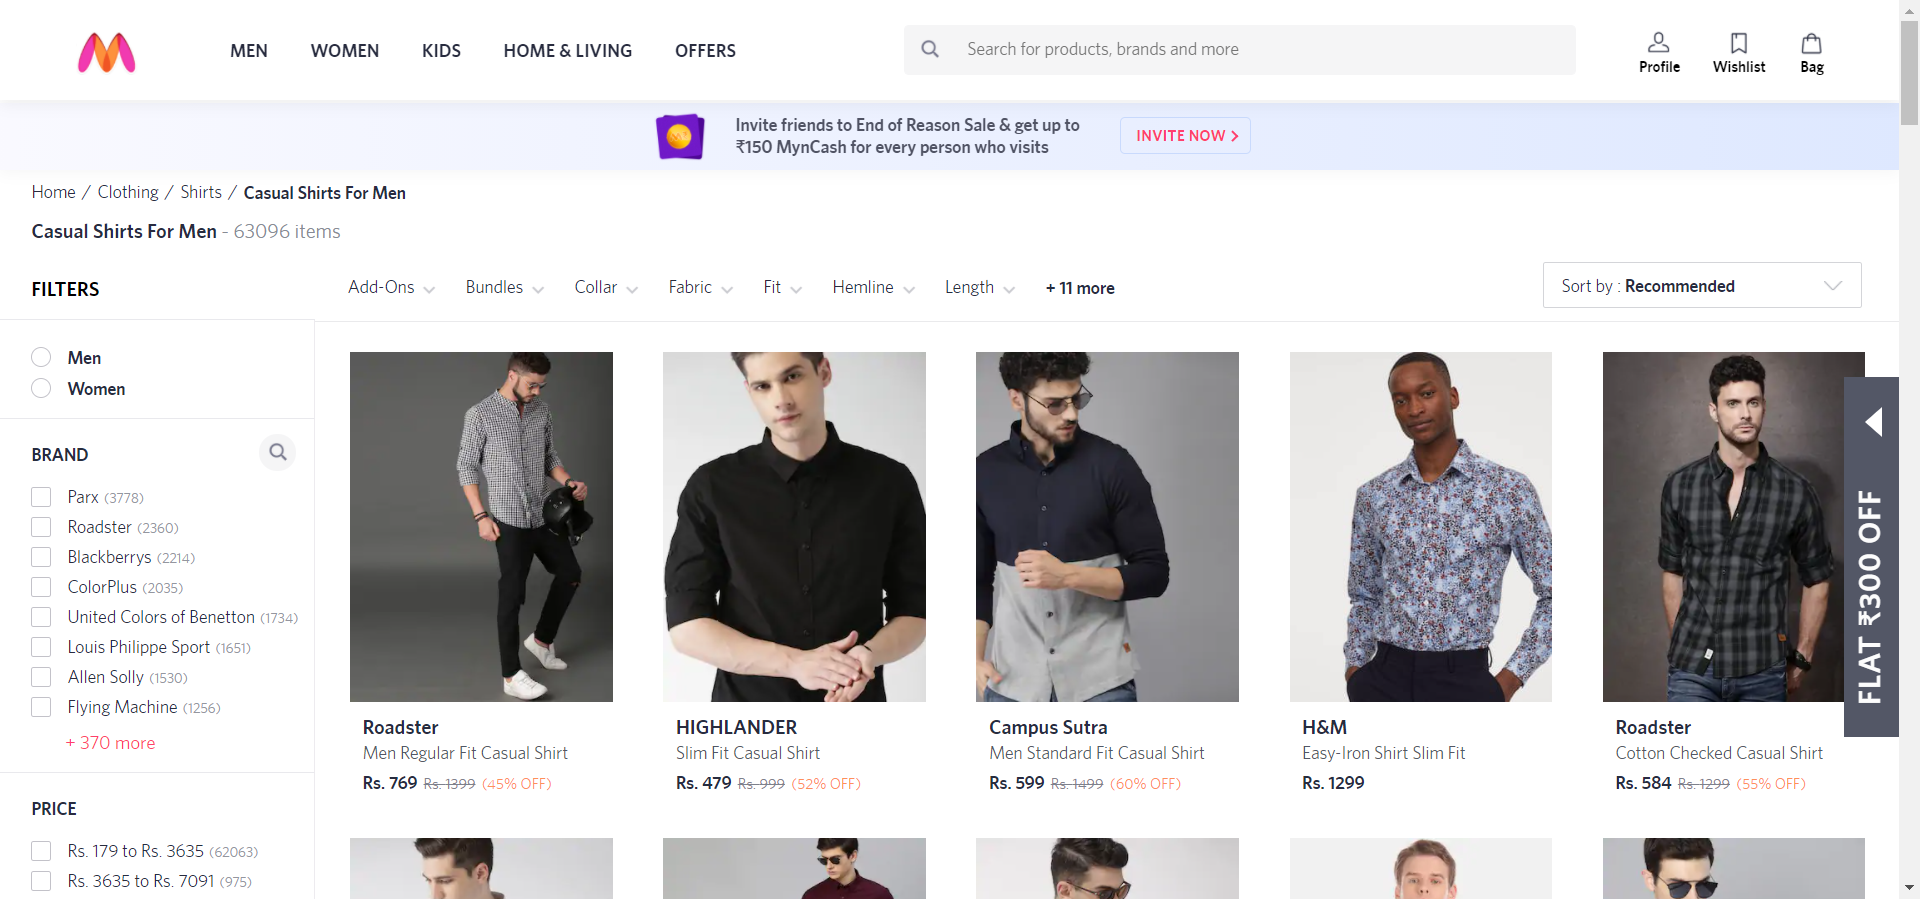 MEN WOMEN KIDS HOME & LIVING OFFERS
Search for products, brands and more
Profile Wishlist Bag
Invite friends to End of Reason Sale & get up to
₹150 MynCash for every person who visits
INVITE NOW
Home / Clothing / Shirts / Casual Shirts For Men
Casual Shirts For Men - 63096 items
FILTERS
Add-Ons Bundles Collar Fabric Fit Hemline Length + 11 more
Sort by : Recommended
Men
Women
BRAND
Parx (3778)
Roadster (2360)
Blackberrys (2214)
ColorPlus (2035)
United Colors of Benetton (1734)
Louis Philippe Sport (1651)
Allen Solly (1530)
Flying Machine (1256)
+ 370 more
PRICE
Rs. 179 to Rs. 3635 (62063)
Rs. 3635 to Rs. 7091 (975)
Roadster
Men Regular Fit Casual Shirt
Rs. 769 Rs. 1399 (45% OFF)
HIGHLANDER
Slim Fit Casual Shirt
Rs. 479 Rs. 999 (52% OFF)
Campus Sutra
Men Standard Fit Casual Shirt
Rs. 599 Rs. 1499 (60% OFF)
H&M
Easy-Iron Shirt Slim Fit
Rs. 1299
Roadster
Cotton Checked Casual Shirt
Rs. 584 Rs. 1299 (55% OFF)
FLAT ₹300 OFF